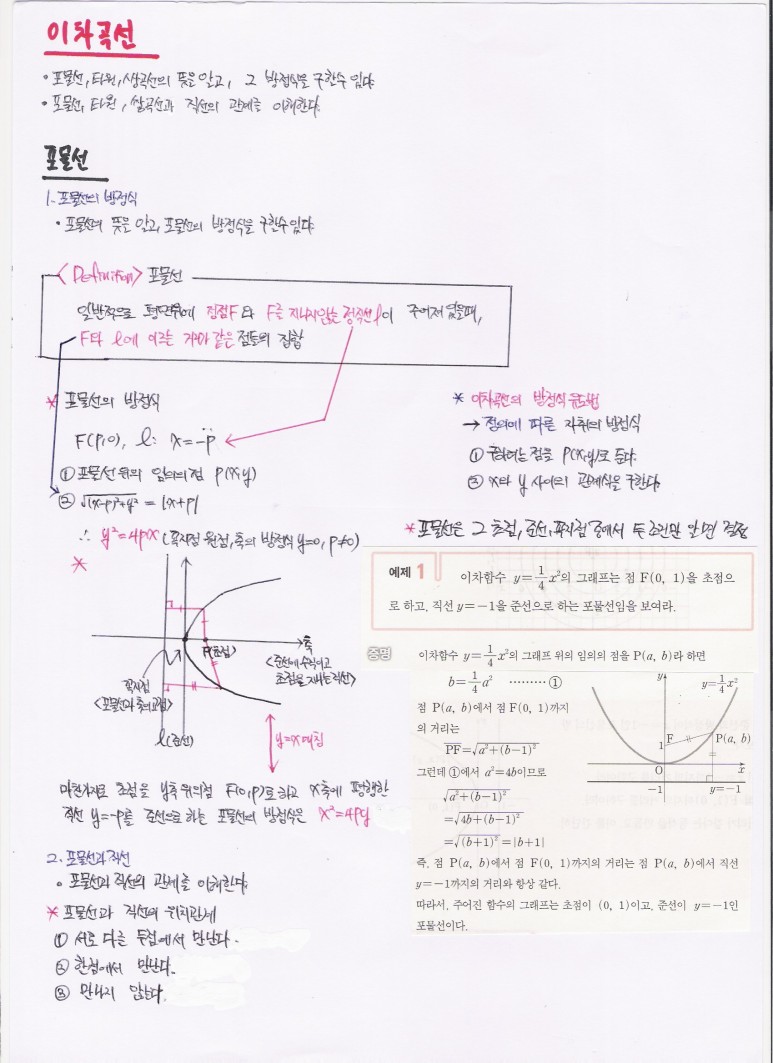 이차곡선
• 포물선, 타원, 쌍곡선의 뜻을 알고, 그 방정식을 구할수 있다
• 포물선, 타원, 쌍곡선과 직선의 관계를 이해한다.
포물선
1. 포물선의 방정식
• 포물선의 뜻을 알고, 포물선의 방정식을 구할수 있다.
<Definition> 포물선
일반적으로 평면위에 정점F와 F를 지나지않는 정직선 l이 주어져 있을때,
F와 l에 이르는 거리가 같은 점들의 집합
* 포물선의 방정식
F(p,0), l: x=-p
① 포물선 위의 임의의 점 P(x,y)
② √(x-p)²+y² = |x+p|
∴ y²=4px (꼭지점 원점, 축의 방정식 y=0, p≠0)
*
축
F(초점)
<준선에 수직이고
초점을 지나는 직선>
꼭지점
<포물선과 축의 교점>
l(준선)
y=x 대칭
마찬가지로 초점을 y축 위의점 F(0,p)로 하고 x축에 평행한
직선 y=-p를 준선으로 하는 포물선의 방정식은 x²=4py
2. 포물선과 직선
• 포물선과 직선의 관계를 이해한다.
* 포물선과 직선의 위치관계
① 서로 다른 두점에서 만난다.
② 한점에서 만난다.
③ 만나지 않는다.
* 이차곡선의 방정식 유도법
→ 정의에 따른 자취의 방정식
① 구하려는 점을 P(x,y)로 둔다.
② x와 y 사이의 관계식을 구한다.
* 포물선은 그 초점, 준선, 꼭지점 중에서 두 조건만 알면 결정
예제 1 이차함수 y=1/4x²의 그래프는 점 F(0, 1)을 초점으
로 하고, 직선 y=-1을 준선으로 하는 포물선임을 보여라.
증명 이차함수 y=1/4x²의 그래프 위의 임의의 점을 P(a, b)라 하면
b=1/4a² ⋯⋯⋯ ①
점 P(a, b)에서 점 F(0, 1)까지
의 거리는
PF=√a²+(b-1)²
그런데 ①에서 a²=4b이므로
√a²+(b-1)²
=√4b+(b-1)²
=√(b+1)²=|b+1|
y
y=1/4x²
1
F
P(a, b)
O
x
-1
y=-1
즉, 점 P(a, b)에서 점 F(0, 1)까지의 거리는 점 P(a, b)에서 직선
y=-1까지의 거리와 항상 같다.
따라서, 주어진 함수의 그래프는 초점이 (0, 1)이고, 준선이 y=-1인
포물선이다.